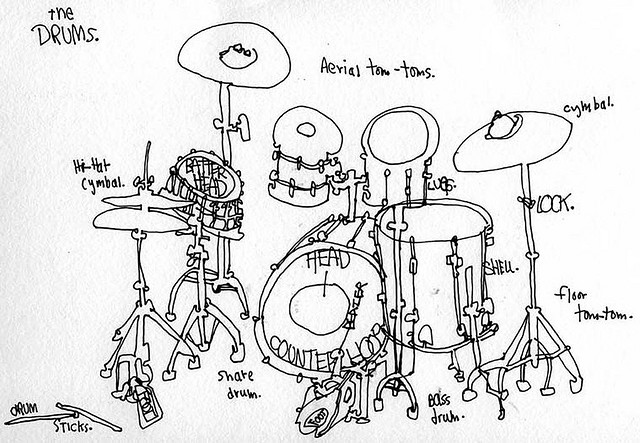 the
DRUMS.
Aerial tom-toms.
cymbal.
Hi-Hat
cymbal.
BATTER
HEAD
LUGS.
LOCK.
HEAD
SHELL.
floor
tom-tom.
COUNTER HOOP
snare
drum.
Bass
drum.
DRUM
STICKS.